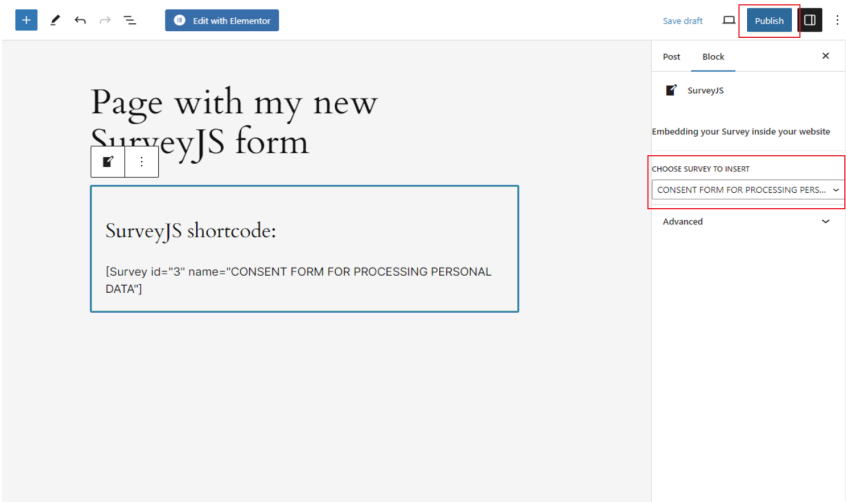 Edit with Elementor
Save draft
Publish
Page with my new
SurveyJS form
SurveyJS shortcode:
[Survey id="3" name="CONSENT FORM FOR PROCESSING PERSONAL
DATA"]
Post
Block
SurveyJS
Embedding your Survey inside your website
CHOOSE SURVEY TO INSERT
CONSENT FORM FOR PROCESSING PERS...
Advanced